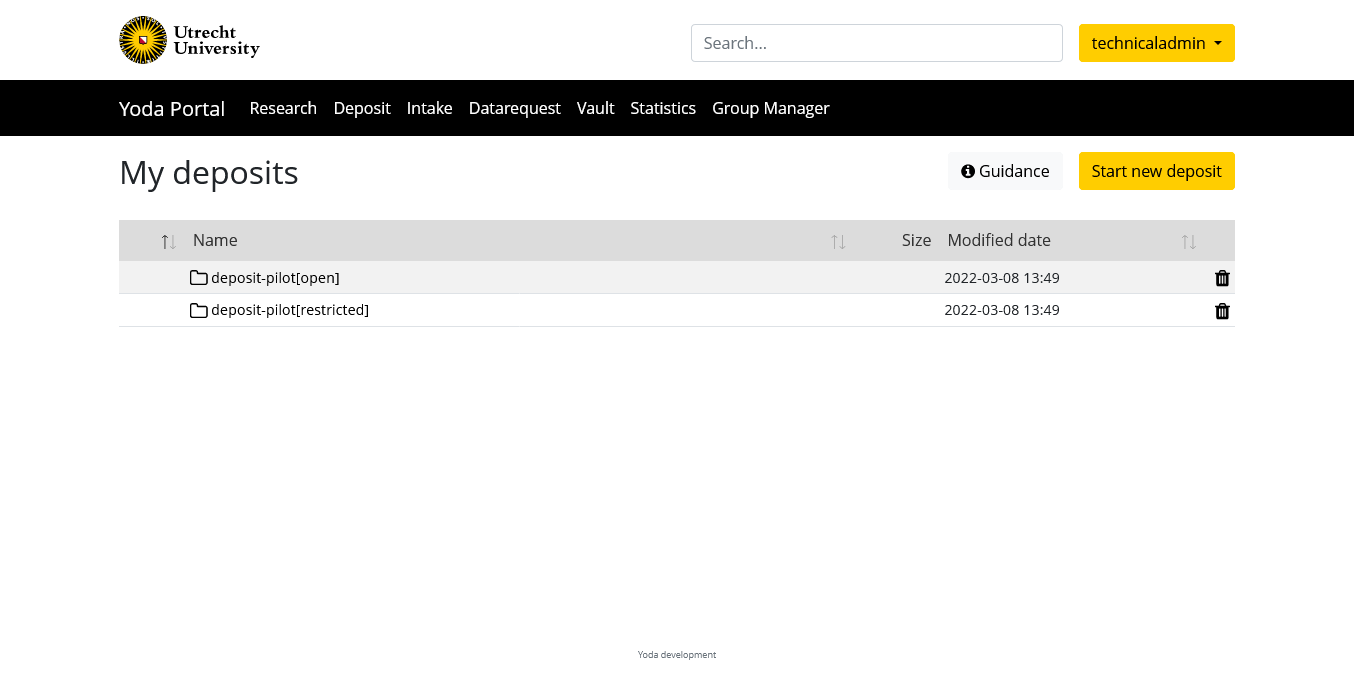 Utrecht
University
Search...
technicaladmin
Yoda Portal Research Deposit Intake Datarequest Vault Statistics Group Manager
My deposits
Guidance
Start new deposit
Name Size Modified date
deposit-pilot[open] 2022-03-08 13:49
deposit-pilot[restricted] 2022-03-08 13:49
Yoda development